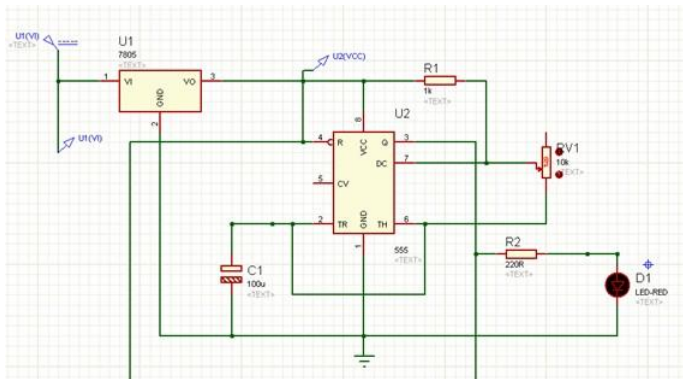 U1(VI)
<TEXT>
U1
7805
<TEXT>
1
VI
VO
3
GND
2
U1(VI)
U2(VCC)
R1
1k
<TEXT>
U2
8
4
R
VCC
Q
3
DC
7
5
CV
2
TR
GND
TH
6
1
555
<TEXT>
RV1
10k
<TEXT>
C1
100u
<TEXT>
R2
220R
<TEXT>
D1
LED-RED
<TEXT>